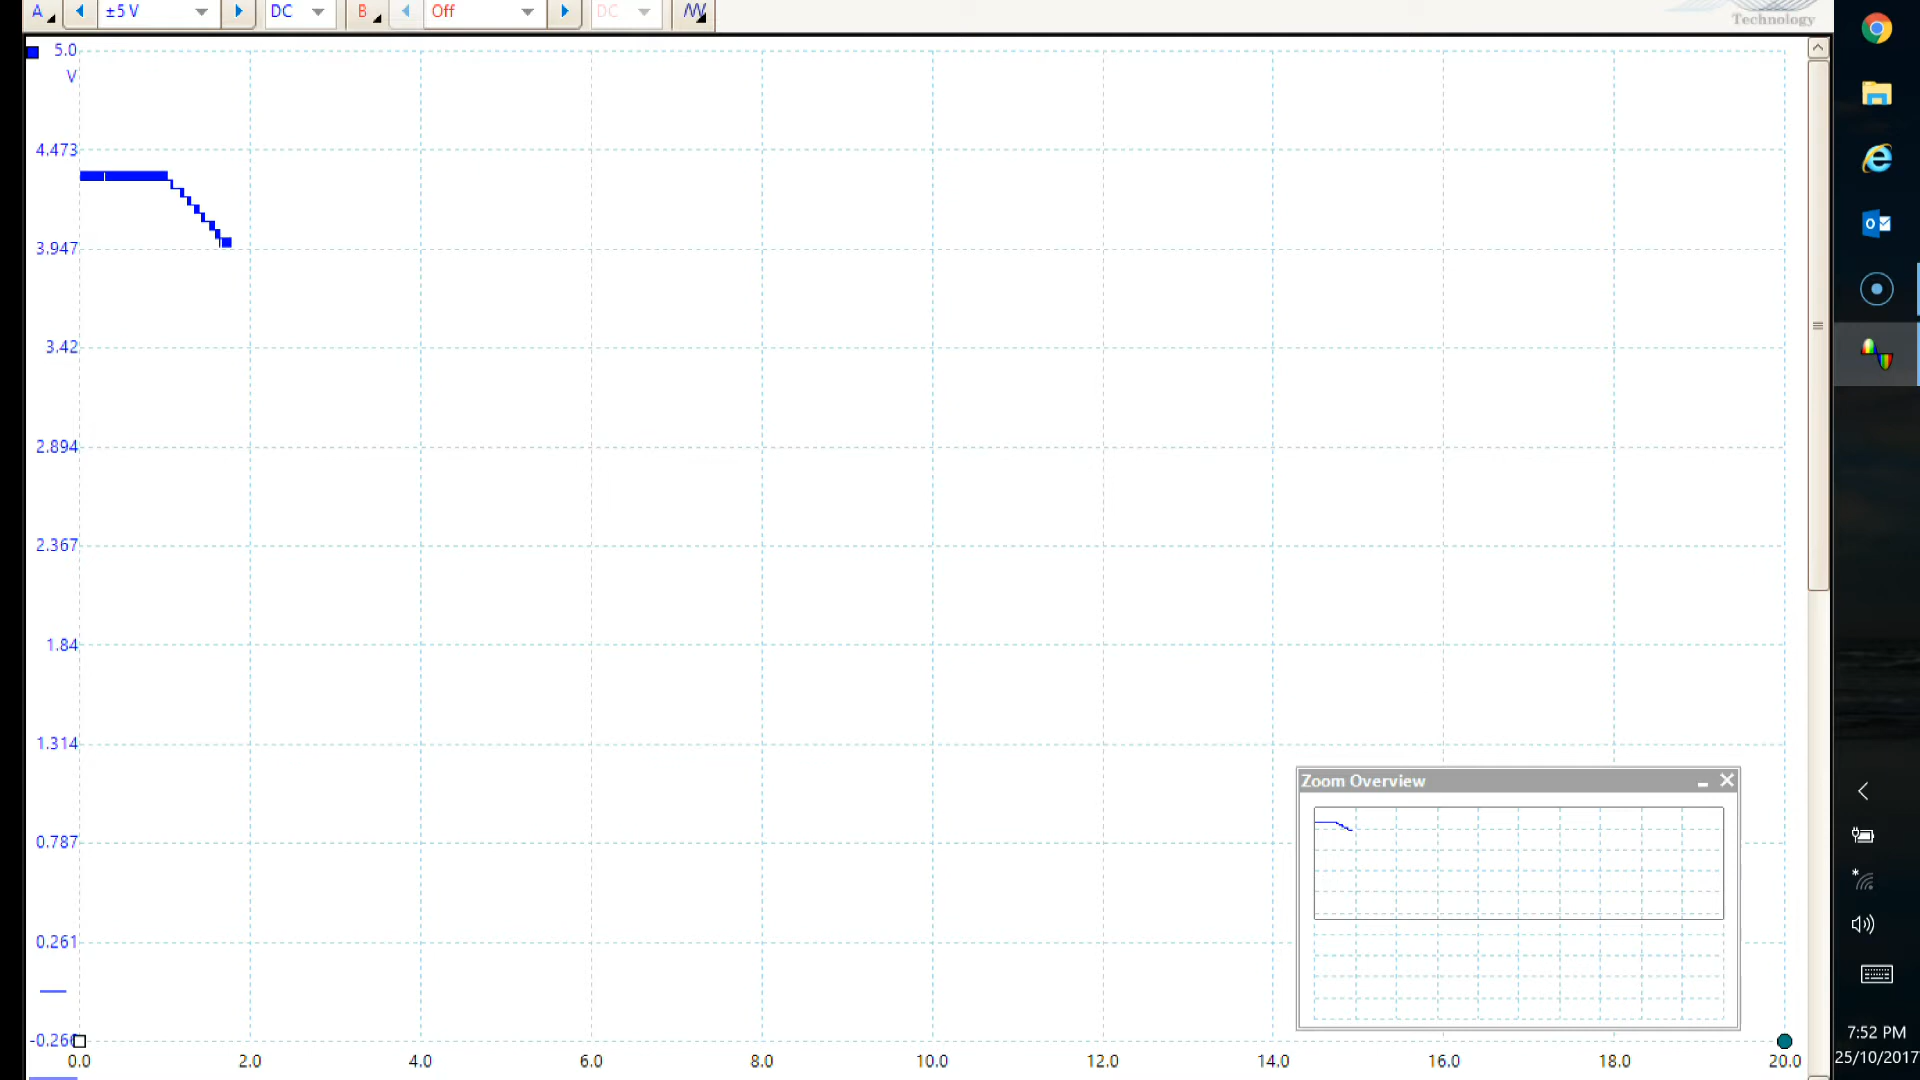 A ±5 V DC B Off DC
Technology
5.0
V
4.473
3.947
3.42
2.894
2.367
1.84
1.314
Zoom Overview
0.787
0.261
-0.266
0.0 2.0 4.0 6.0 8.0 10.0 12.0 14.0 16.0 18.0 20.0
7:52 PM
25/10/2017